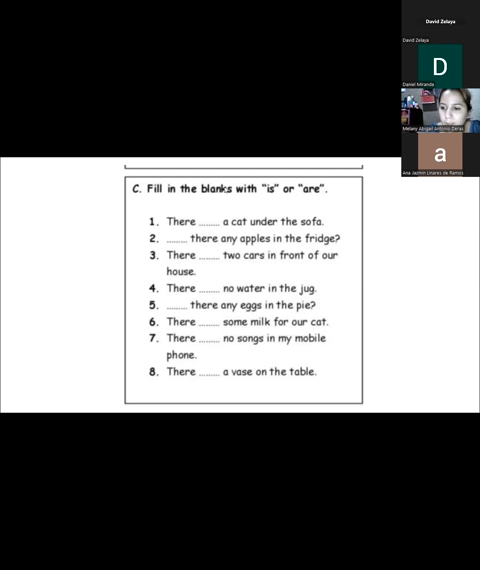 David Zelaya
David Zelaya
D
Daniel Miranda
Melany Abigail Antonio Deras
a
Ana Jazmin Linares de Ramos
C. Fill in the blanks with "is" or "are".
1. There ......... a cat under the sofa.
2. ......... there any apples in the fridge?
3. There ......... two cars in front of our
house.
4. There ......... no water in the jug.
5. ......... there any eggs in the pie?
6. There ......... some milk for our cat.
7. There ......... no songs in my mobile
phone.
8. There ......... a vase on the table.